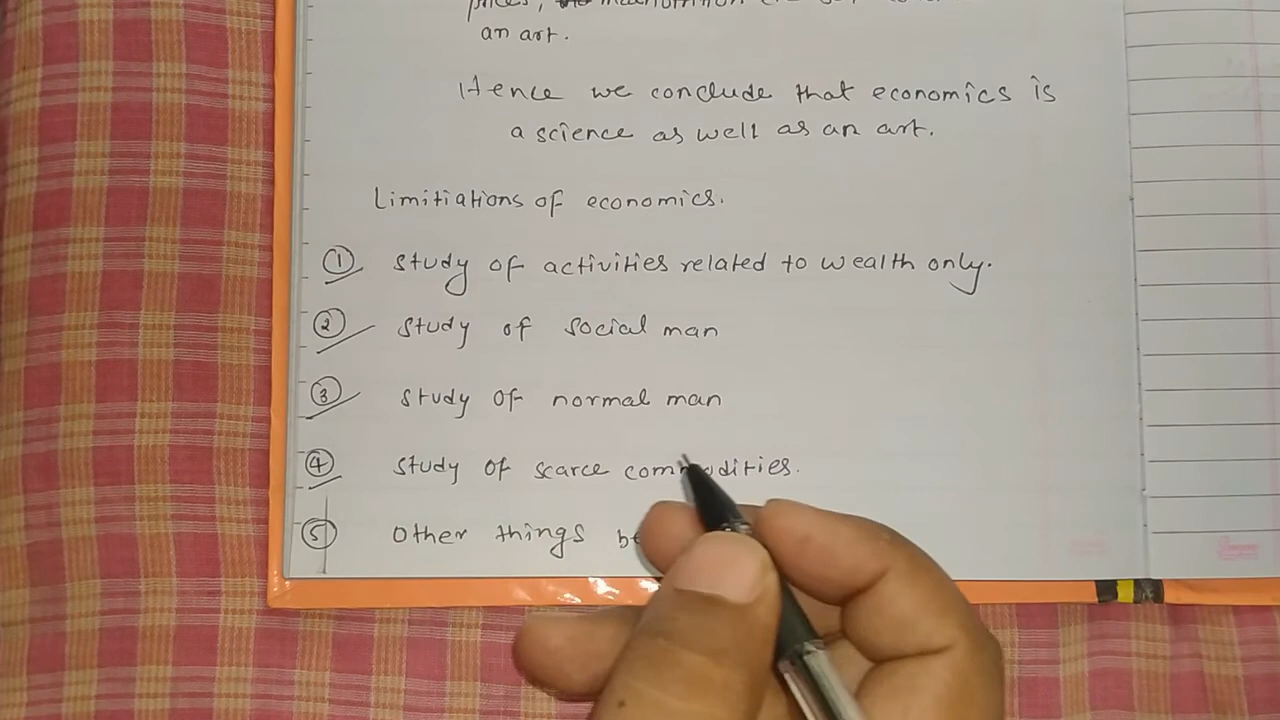 prices,
an art.
Hence we conclude that economics is
a science as well as an art.
Limitiations of economics.
① Study of activities related to wealth only.
② Study of social man
③ Study of normal man
④ Study of scarce commodities.
⑤ Other things